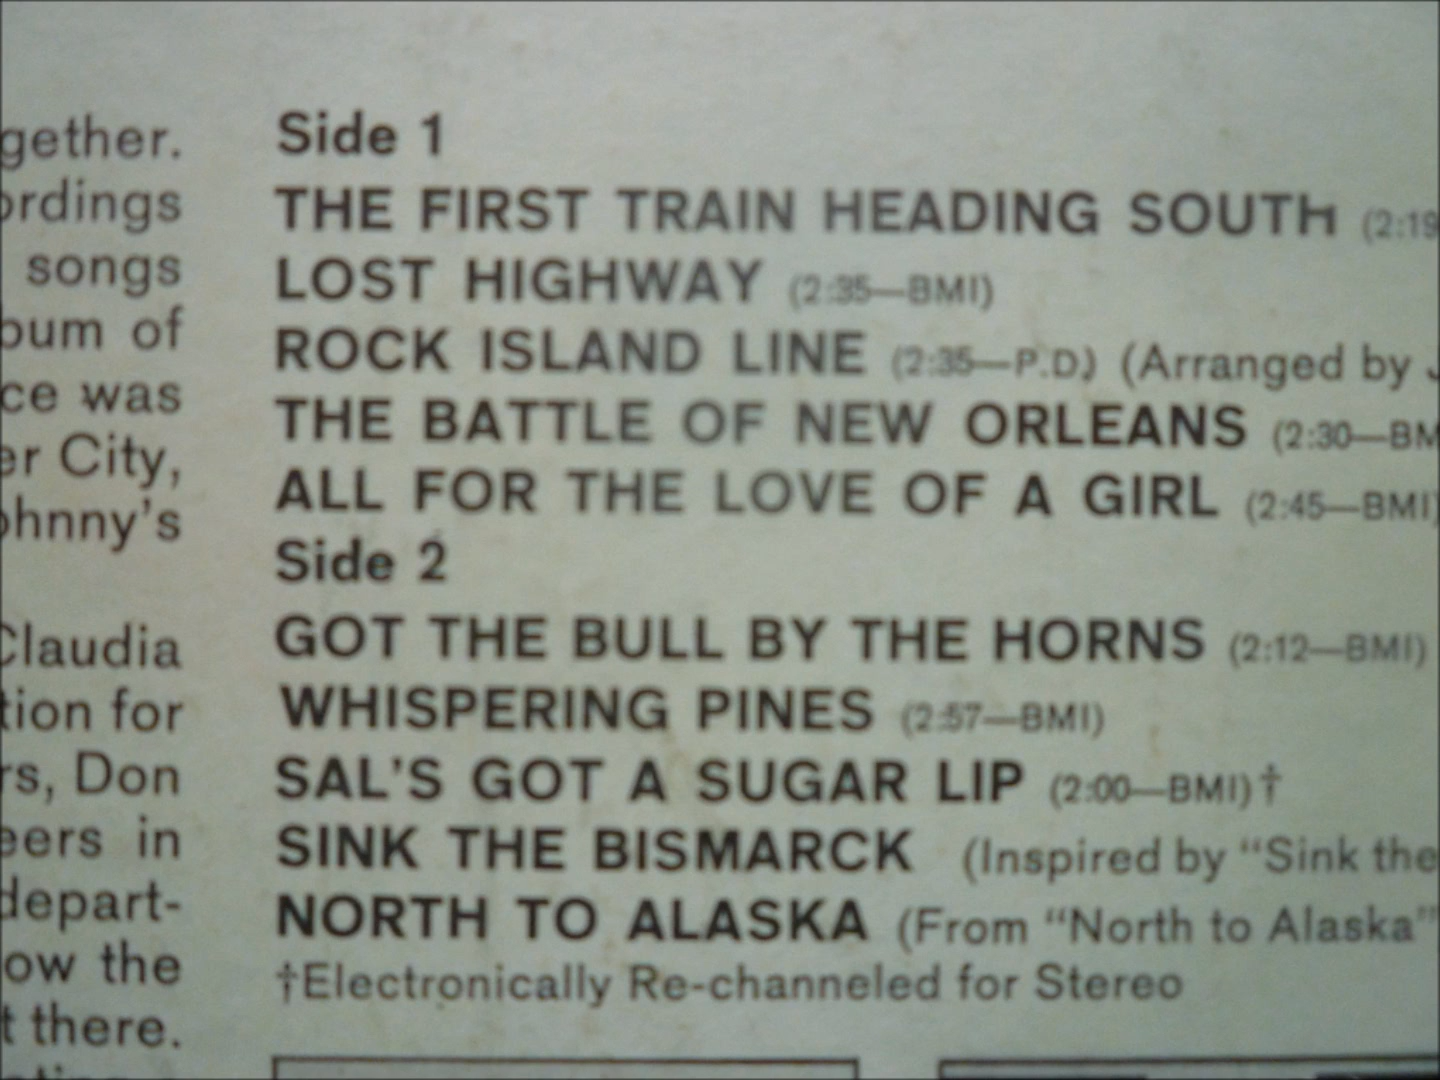 gether.
ordings
songs
bum of
ce was
er City,
ohnny's
Claudia
tion for
rs, Don
eers in
depart-
ow the
t there.
Side 1
THE FIRST TRAIN HEADING SOUTH (2:19
LOST HIGHWAY (2:35—BMI)
ROCK ISLAND LINE (2:35—P.D.) (Arranged by J
THE BATTLE OF NEW ORLEANS (2:30—BM
ALL FOR THE LOVE OF A GIRL (2:45—BMI)
Side 2
GOT THE BULL BY THE HORNS (2:12—BMI)
WHISPERING PINES (2:57—BMI)
SAL'S GOT A SUGAR LIP (2:00—BMI)†
SINK THE BISMARCK (Inspired by "Sink the
NORTH TO ALASKA (From "North to Alaska"
†Electronically Re-channeled for Stereo